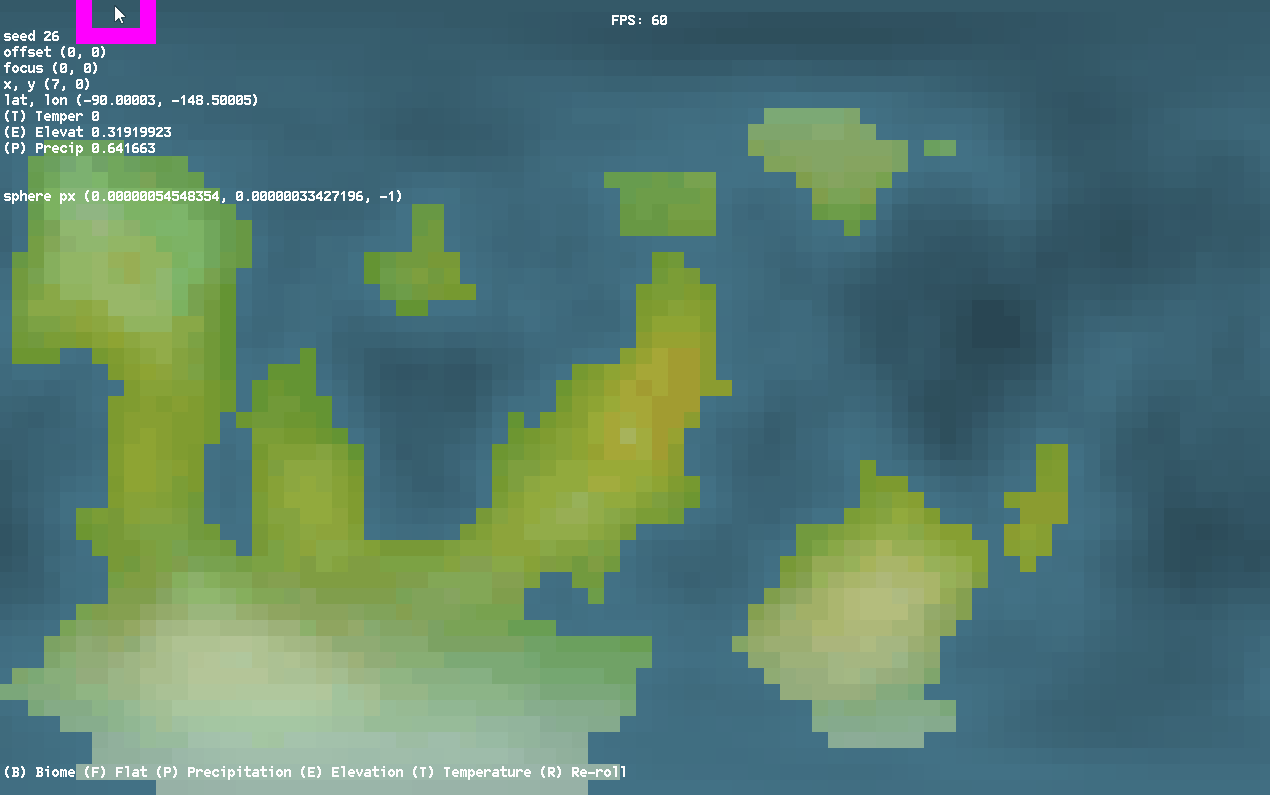 FPS: 60
seed 26
offset (0, 0)
focus (0, 0)
x, y (7, 0)
lat, lon (-90.00003, -148.50005)
(T) Temper 0
(E) Elevat 0.31919923
(P) Precip 0.641663
sphere px (0.00000054548354, 0.00000033427196, -1)
(B) Biome (F) Flat (P) Precipitation (E) Elevation (T) Temperature (R) Re-roll